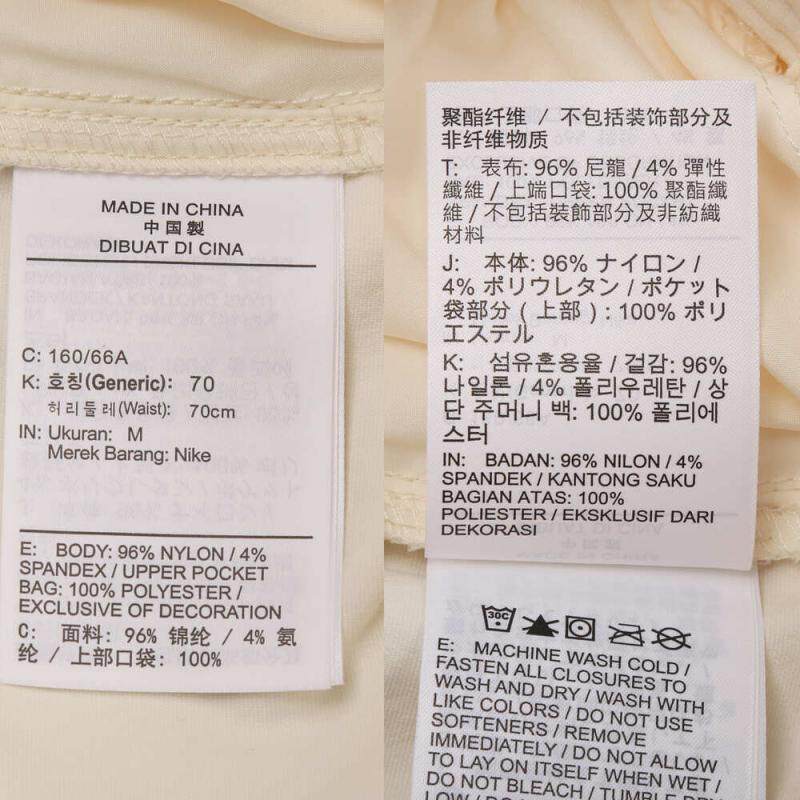 MADE IN CHINA
中国製
DIBUAT DI CINA
C: 160/66A
K: 호칭(Generic): 70
허리둘레(Waist): 70cm
IN: Ukuran: M
Merek Barang: Nike
E: BODY: 96% NYLON / 4%
SPANDEX / UPPER POCKET
BAG: 100% POLYESTER /
EXCLUSIVE OF DECORATION
C: 面料: 96% 锦纶 / 4% 氨
纶 / 上部口袋: 100%
聚酯纤维 / 不包括装饰部分及
非纤维物质
T: 表布: 96% 尼龍 / 4% 彈性
纖維 / 上端口袋: 100% 聚酯纖
維 / 不包括裝飾部分及非紡織
材料
J: 本体: 96% ナイロン /
4% ポリウレタン / ポケット
袋部分 ( 上部 ) : 100% ポリ
エステル
K: 섬유혼용율 / 겉감: 96%
나일론 / 4% 폴리우레탄 / 상
단 주머니 백: 100% 폴리에
스터
IN: BADAN: 96% NILON / 4%
SPANDEK / KANTONG SAKU
BAGIAN ATAS: 100%
POLIESTER / EKSKLUSIF DARI
DEKORASI
30C
E: MACHINE WASH COLD /
FASTEN ALL CLOSURES TO
WASH AND DRY / WASH WITH
LIKE COLORS / DO NOT USE
SOFTENERS / REMOVE
IMMEDIATELY / DO NOT ALLOW
TO LAY ON ITSELF WHEN WET /
DO NOT BLEACH / TUMBLE DRY
LOW / DO NOT